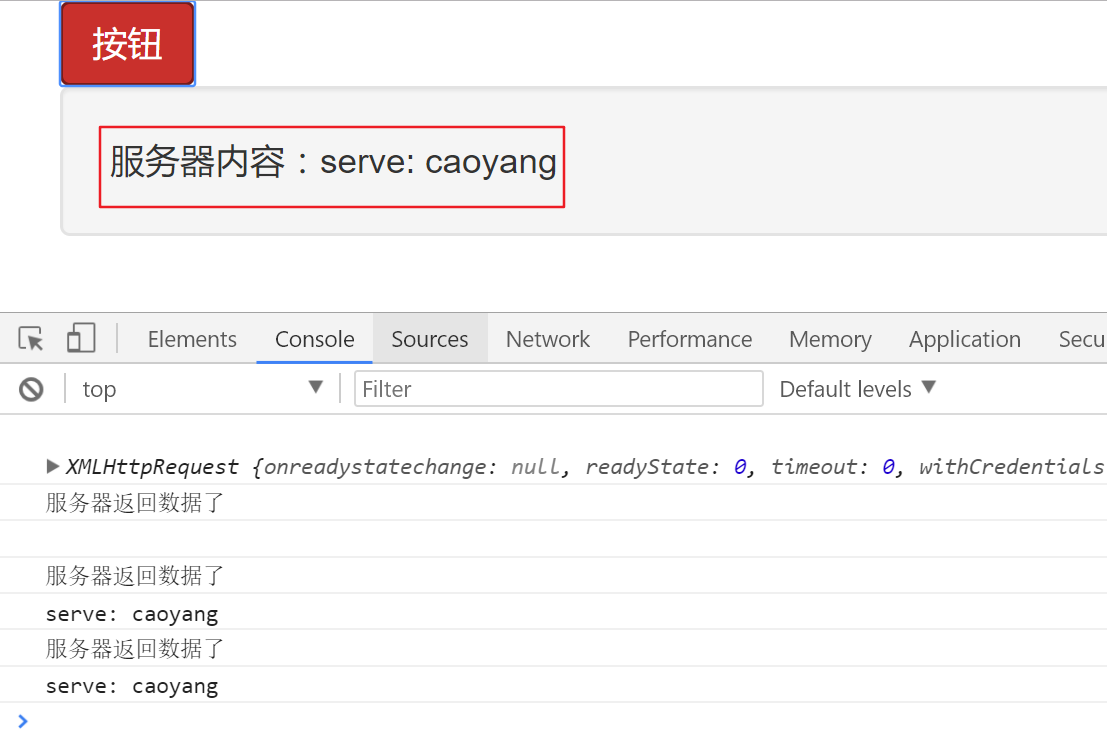 按钮
服务器内容：serve: caoyang
Elements Console Sources Network Performance Memory Application Secu
top Filter Default levels
XMLHttpRequest {onreadystatechange: null, readyState: 0, timeout: 0, withCredentials
服务器返回数据了
服务器返回数据了
serve: caoyang
服务器返回数据了
serve: caoyang